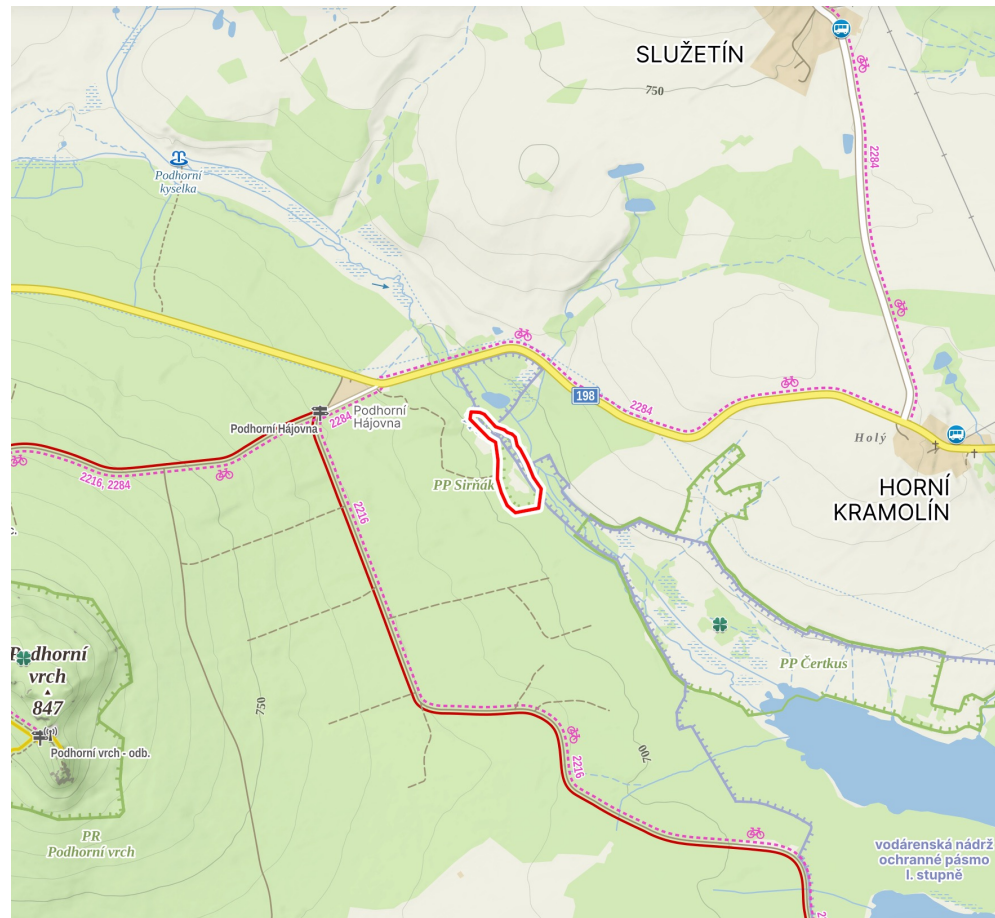 SLUŽETÍN
750
2284
Podhorní
kyselka
198
2284
Podhorní
Hájovna
Podhorní Hájovna
2284
Holý
2216, 2284
PP Sirňák
HORNÍ
KRAMOLÍN
2216
c.
Podhorní
vrch
847
PP Čertkus
750
700
Podhorní vrch - odb.
2216
PR
Podhorní vrch
vodárenská nádrž
ochranné pásmo
I. stupně